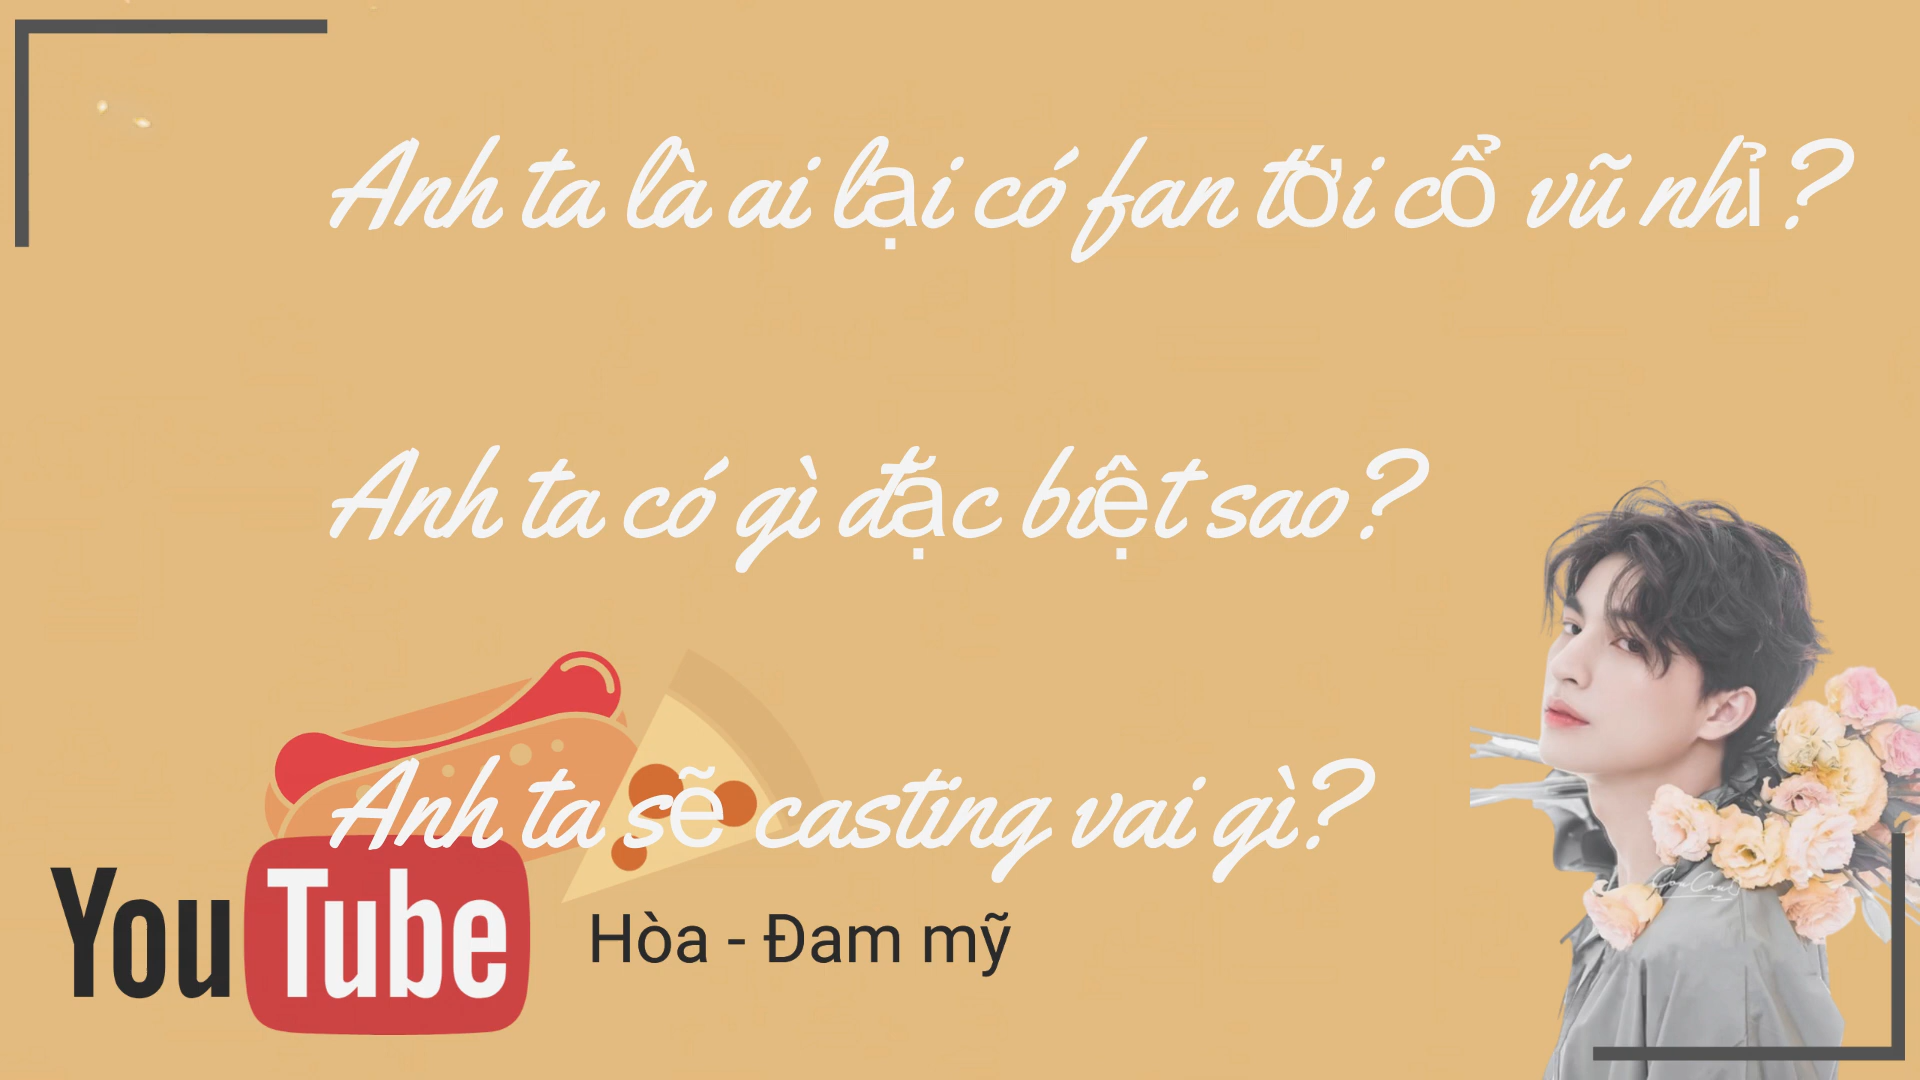 Anh ta là ai lại có fan tới cổ vũ nhỉ?
Anh ta có gì đặc biệt sao?
Anh ta sẽ casting vai gì?
YouTube
Hòa - Đam mỹ